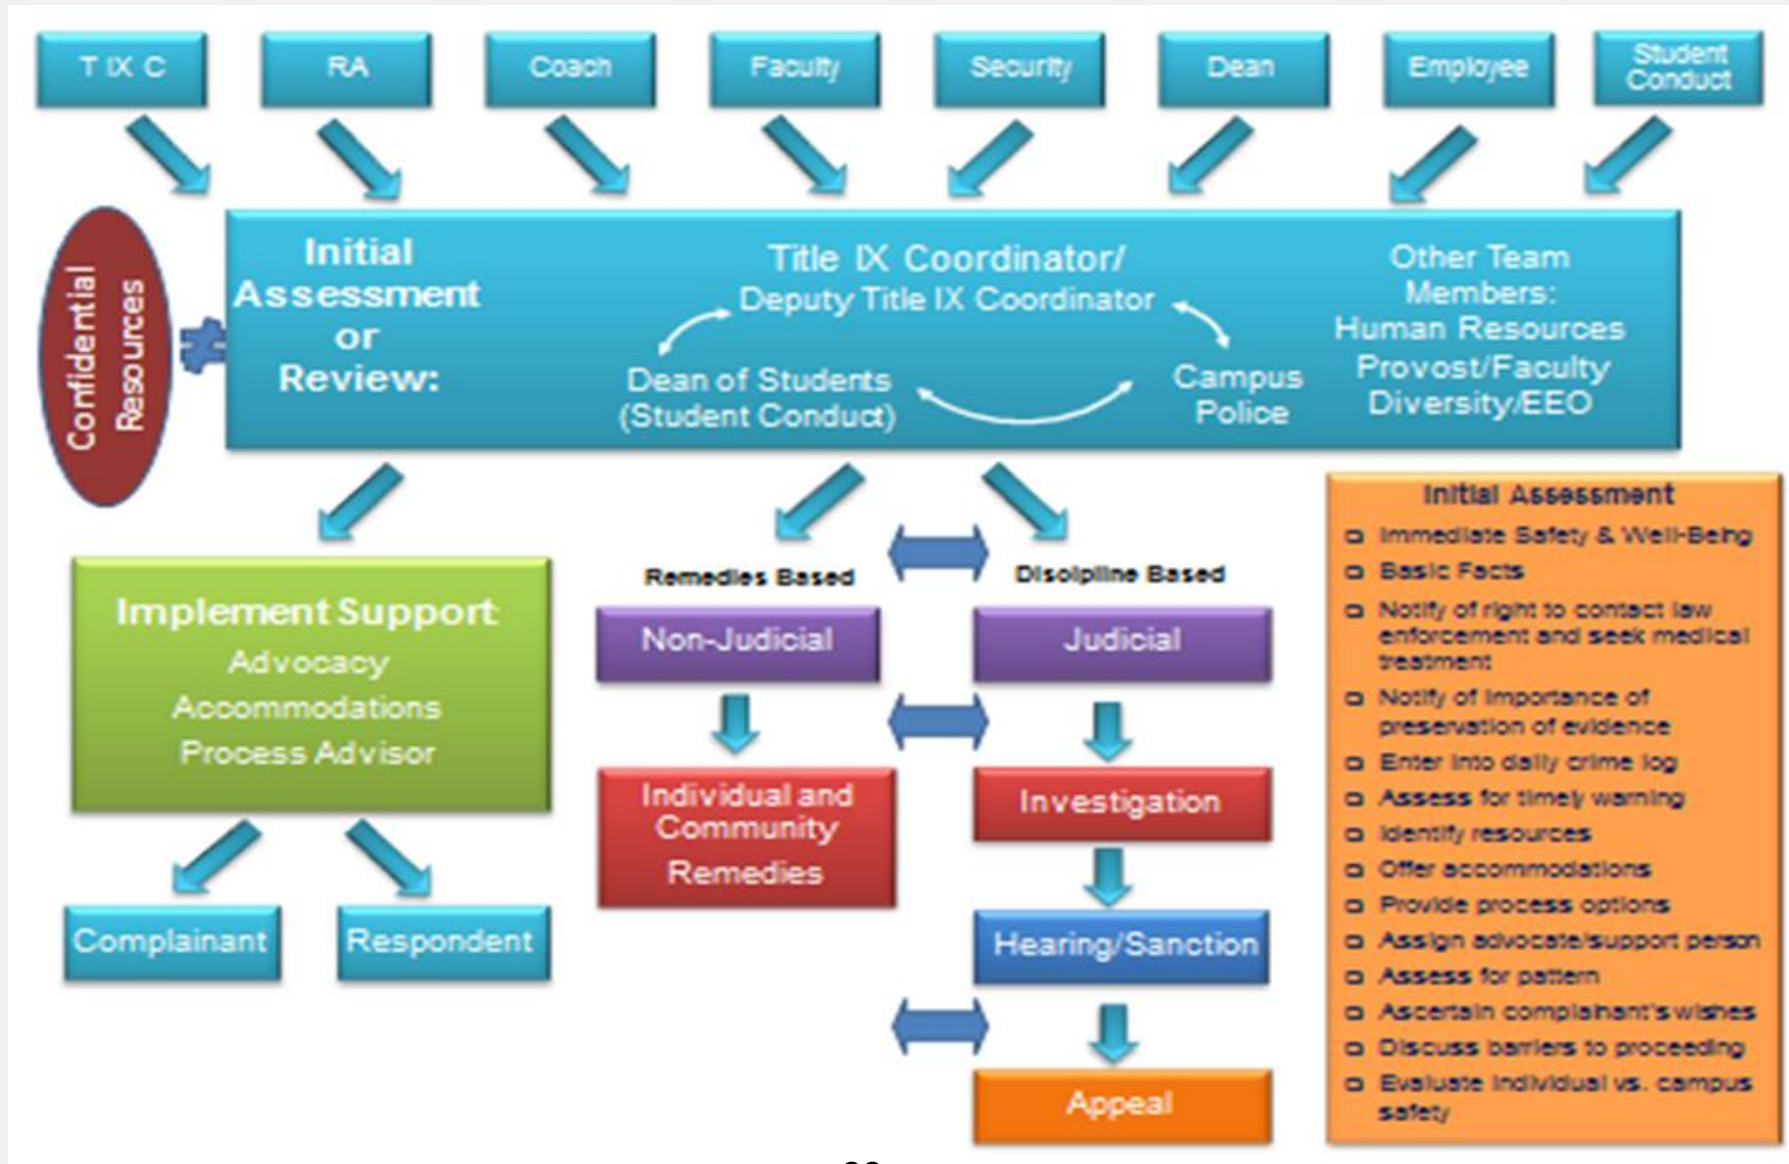 T IX C
RA
Coach
Faculty
Security
Dean
Employee
Student
Conduct
Confidential
Resources
≠
Initial
Assessment
or
Review:
Title IX Coordinator/
Deputy Title IX Coordinator
Dean of Students
(Student Conduct)
Campus
Police
Other Team
Members:
Human Resources
Provost/Faculty
Diversity/EEO
Implement Support:
Advocacy
Accommodations
Process Advisor
Complainant
Respondent
Remedies Based
Non-Judicial
Individual and
Community
Remedies
Discipline Based
Judicial
Investigation
Hearing/Sanction
Appeal
Initial Assessment
Immediate Safety & Well-Being
Basic Facts
Notify of right to contact law
enforcement and seek medical
treatment
Notify of importance of
preservation of evidence
Enter into daily crime log
Assess for timely warning
Identify resources
Offer accommodations
Provide process options
Assign advocate/support person
Assess for pattern
Ascertain complainant's wishes
Discuss barriers to proceeding
Evaluate individual vs. campus
safety